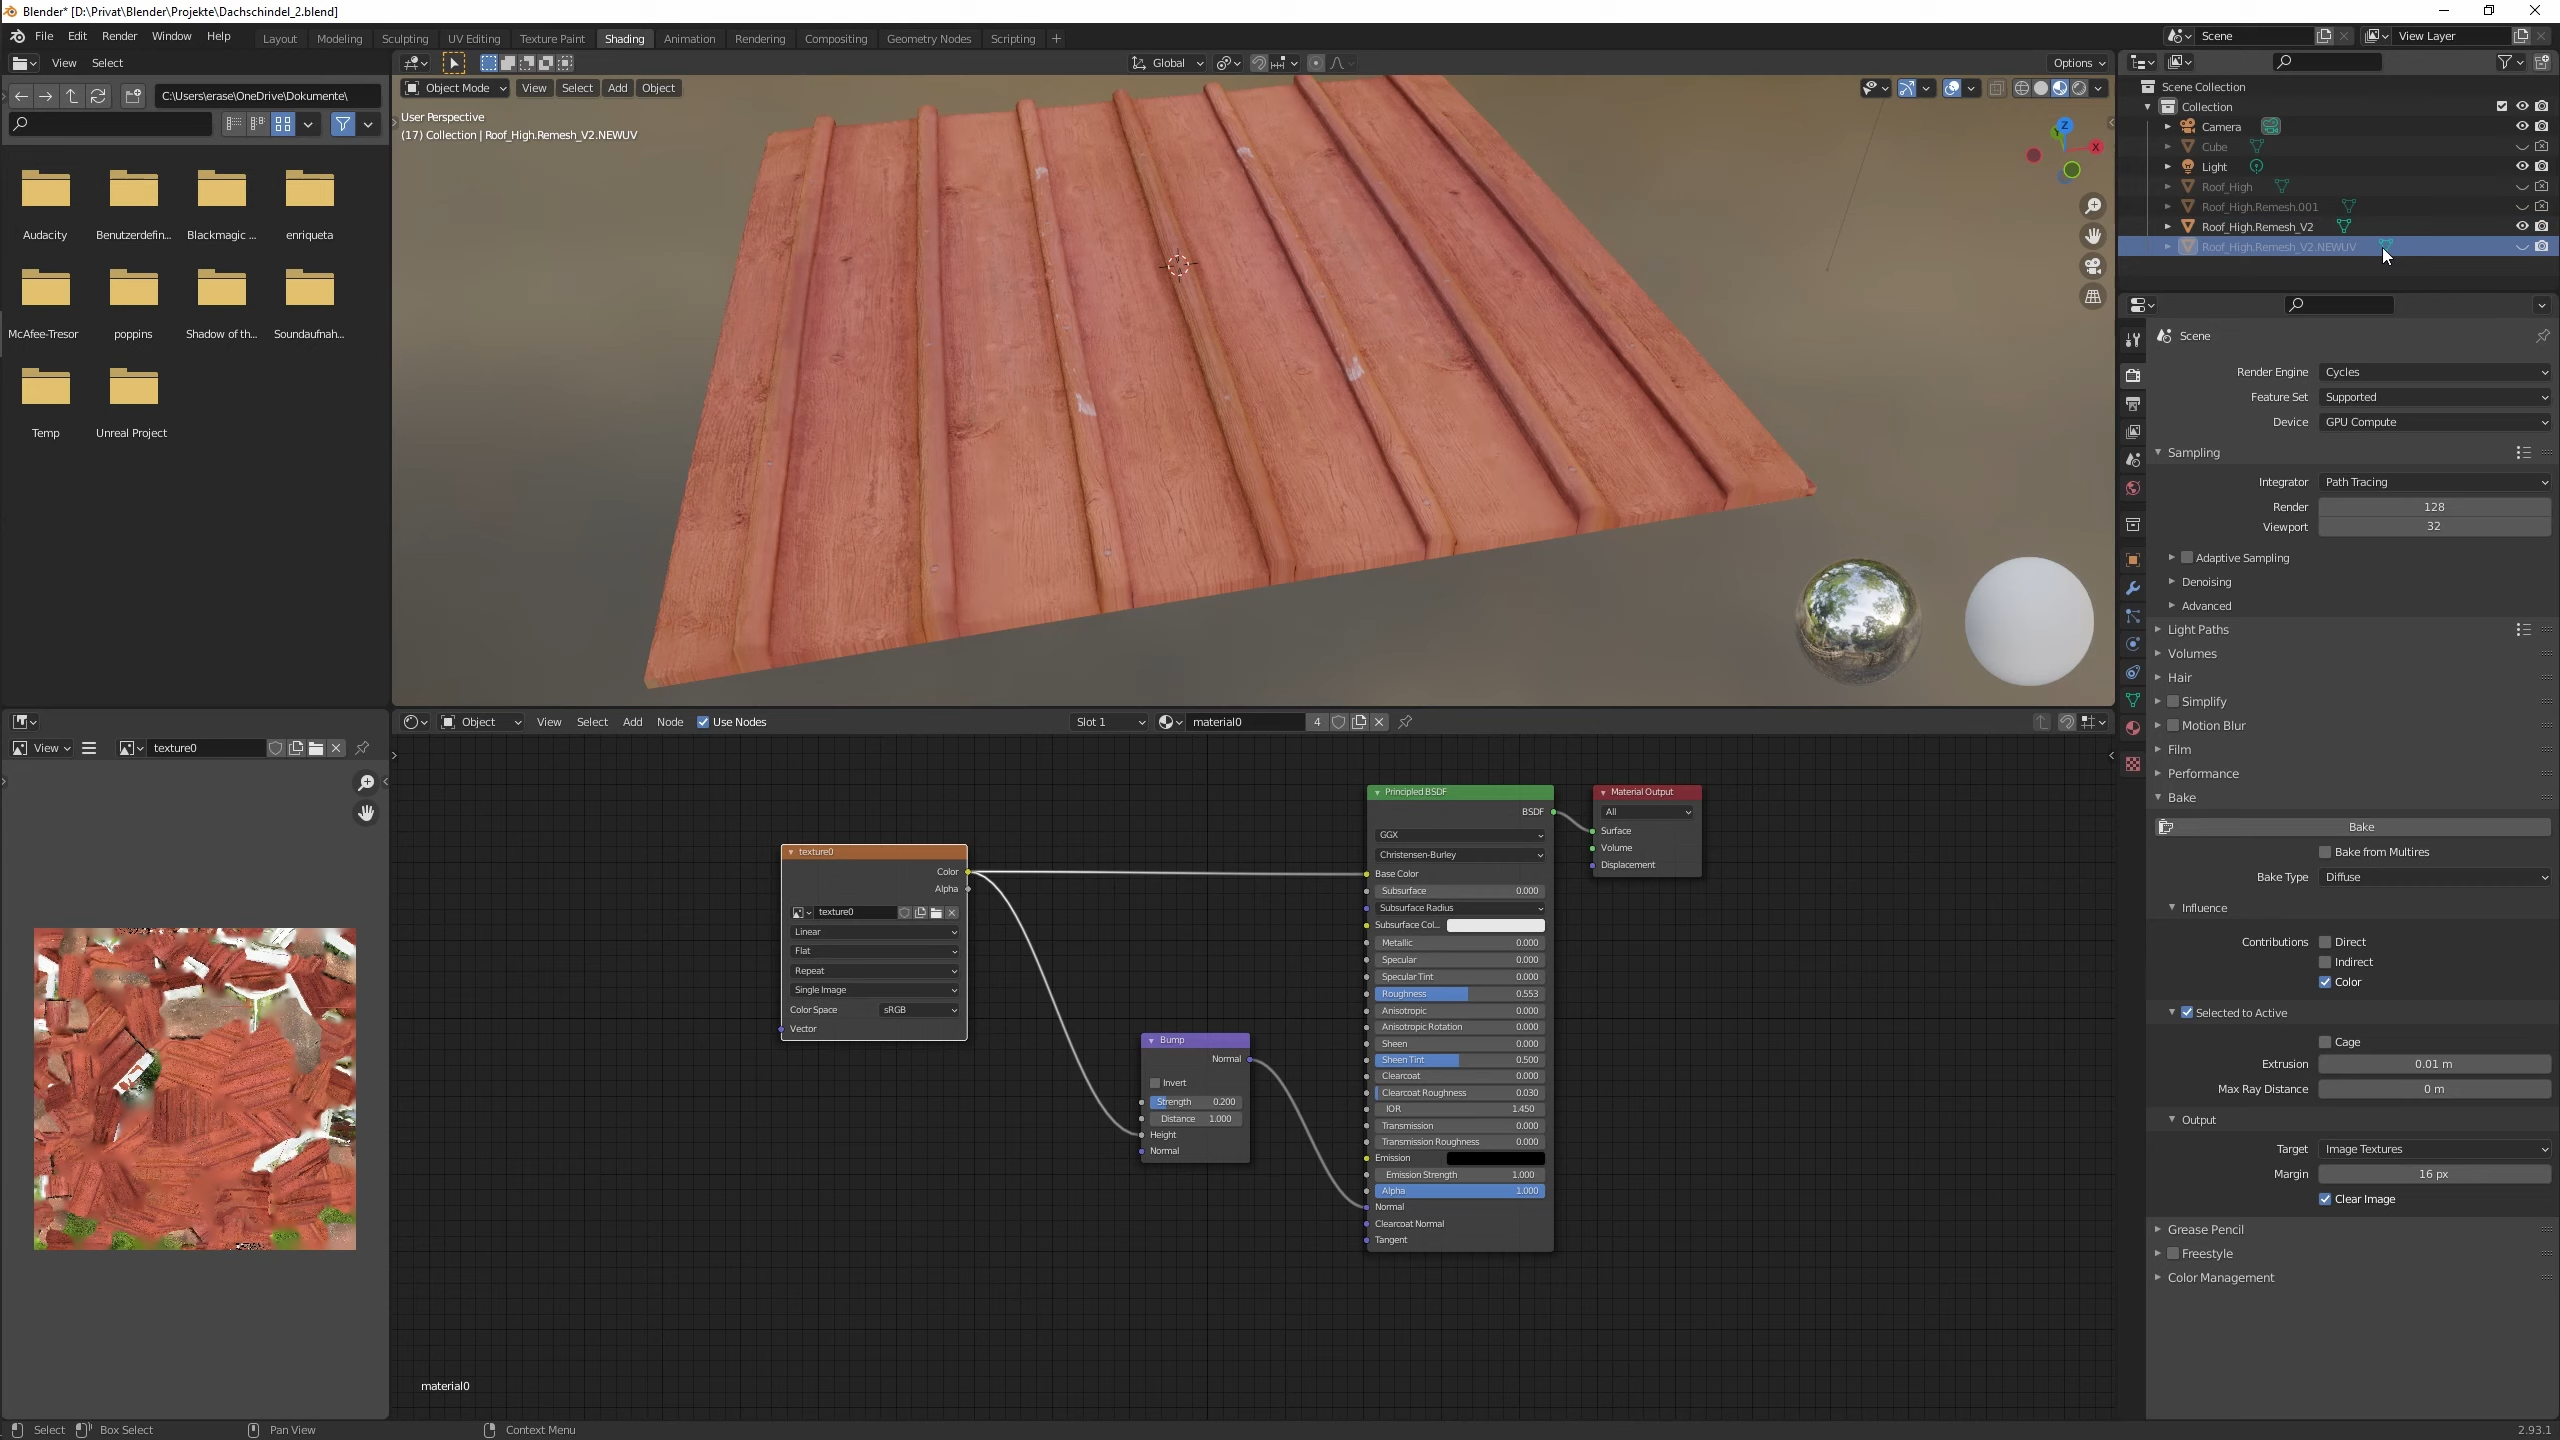 Blender* [D:\Privat\Blender\Projekte\Dachschindel_2.blend]
File Edit Render Window Help Layout Modeling Sculpting UV Editing Texture Paint Shading Animation Rendering Compositing Geometry Nodes Scripting + Scene View Layer
View Select
C:\Users\erase\OneDrive\Dokumente\
Audacity Benutzerdefin... Blackmagic ... enriqueta
McAfee-Tresor poppins Shadow of th... Soundaufnah...
Temp Unreal Project
Global Options
Object Mode View Select Add Object
User Perspective
(17) Collection | Roof_High.Remesh_V2.NEWUV
Z
Y
X
Scene Collection
Collection
Camera
Cube
Light
Roof_High
Roof_High.Remesh.001
Roof_High.Remesh_V2
Roof_High.Remesh_V2.NEWUV
Scene
Render Engine Cycles
Feature Set Supported
Device GPU Compute
Sampling
Integrator Path Tracing
Render 128
Viewport 32
Adaptive Sampling
Denoising
Advanced
Light Paths
Volumes
Hair
Simplify
Motion Blur
Film
Performance
Bake
Bake
Bake from Multires
Bake Type Diffuse
Influence
Contributions Direct
Indirect
Color
Selected to Active
Cage
Extrusion 0.01 m
Max Ray Distance 0 m
Output
Target Image Textures
Margin 16 px
Clear Image
Grease Pencil
Freestyle
Color Management
View texture0
Object View Select Add Node Use Nodes Slot 1 material0 4
texture0
Color
Alpha
texture0
Linear
Flat
Repeat
Single Image
Color Space sRGB
Vector
Bump
Normal
Invert
Strength 0.200
Distance 1.000
Height
Normal
Principled BSDF
BSDF
GGX
Christensen-Burley
Base Color
Subsurface 0.000
Subsurface Radius
Subsurface Col...
Metallic 0.000
Specular 0.000
Specular Tint 0.000
Roughness 0.553
Anisotropic 0.000
Anisotropic Rotation 0.000
Sheen 0.000
Sheen Tint 0.500
Clearcoat 0.000
Clearcoat Roughness 0.030
IOR 1.450
Transmission 0.000
Transmission Roughness 0.000
Emission
Emission Strength 1.000
Alpha 1.000
Normal
Clearcoat Normal
Tangent
Material Output
All
Surface
Volume
Displacement
material0
Select Box Select Pan View Context Menu 2.93.1